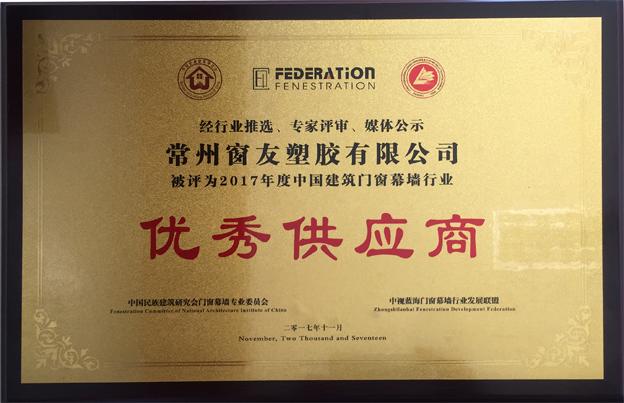 FEDERATION
FENESTRATION
经行业推选、专家评审、媒体公示
常州窗友塑胶有限公司
被评为2017年度中国建筑门窗幕墙行业
优秀供应商
中国民族建筑研究会门窗幕墙专业委员会
Fenestration Committee of National Architecture Institute of China
中视蓝海门窗幕墙行业发展联盟
Zhongshilanhai Fenestration Development Federation
二〇一七年十一月
November, Two Thousand and Seventeen